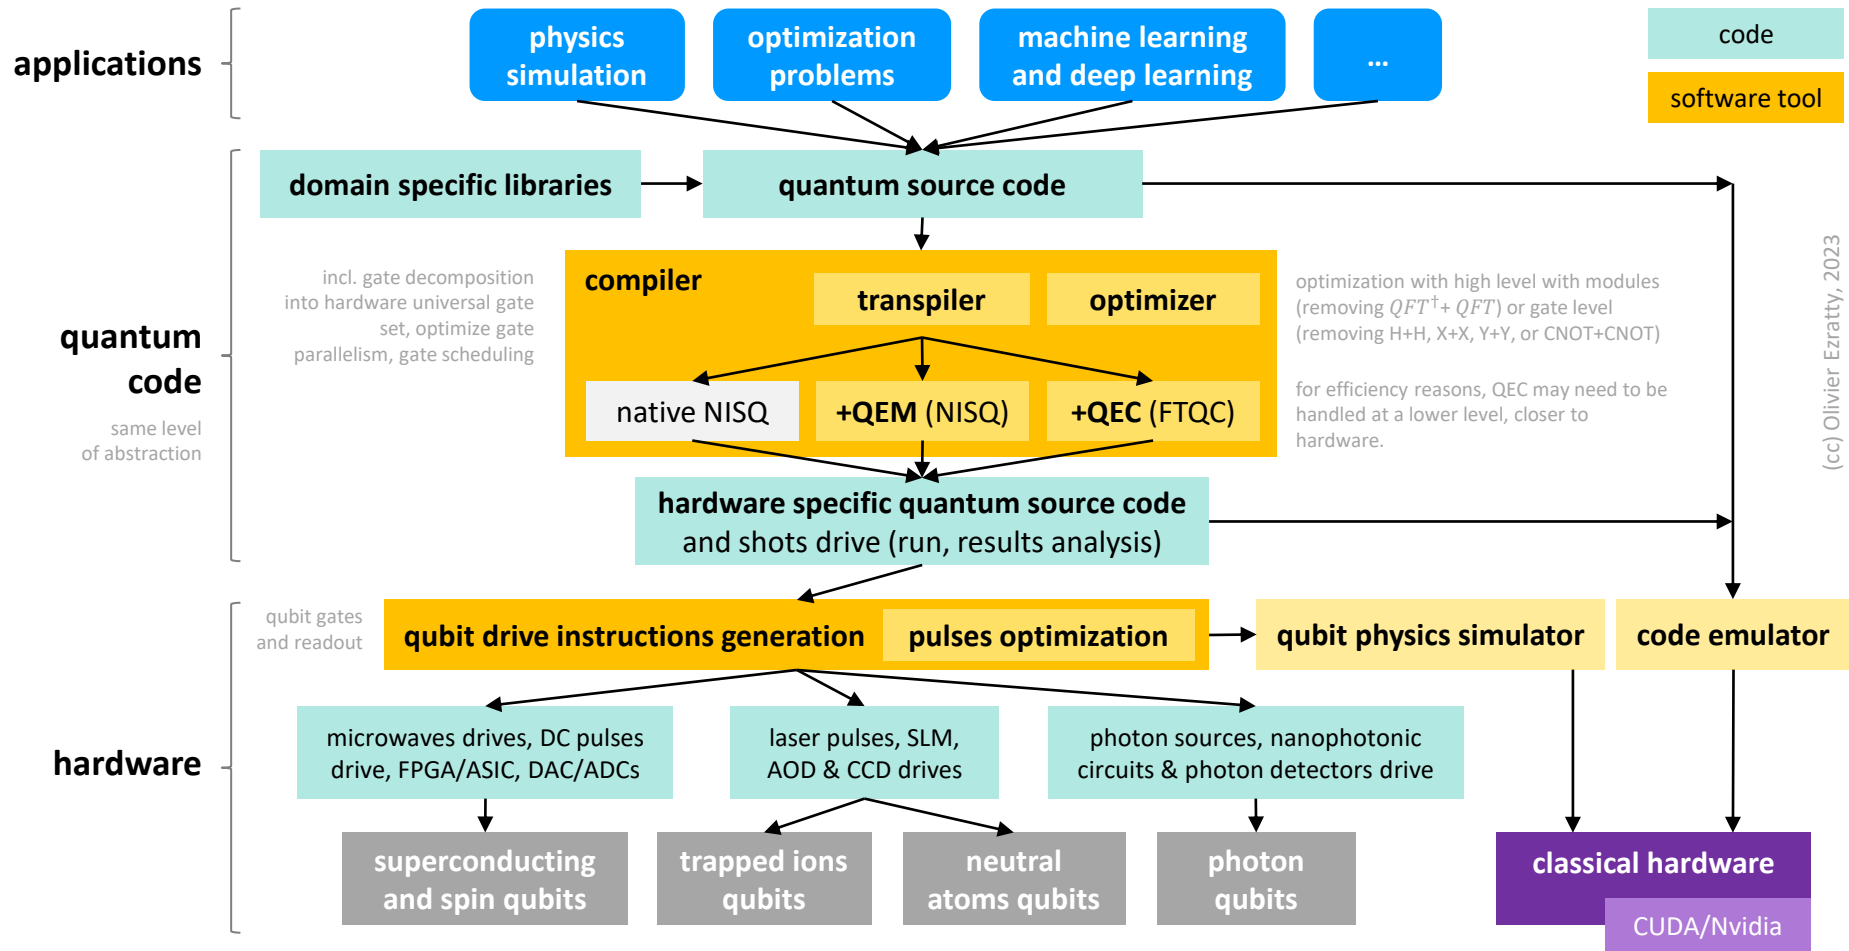 applications
physics
simulation
optimization
problems
machine learning
and deep learning
...
code
software tool
quantum
code
same level
of abstraction
domain specific libraries
quantum source code
incl. gate decomposition
into hardware universal gate
set, optimize gate
parallelism, gate scheduling
compiler
transpiler
optimizer
optimization with high level with modules
(removing QFT†+ QFT) or gate level
(removing H+H, X+X, Y+Y, or CNOT+CNOT)
native NISQ
+QEM (NISQ)
+QEC (FTQC)
for efficiency reasons, QEC may need to be
handled at a lower level, closer to
hardware.
hardware specific quantum source code
and shots drive (run, results analysis)
(cc) Olivier Ezratty, 2023
hardware
qubit gates
and readout
qubit drive instructions generation
pulses optimization
qubit physics simulator
code emulator
microwaves drives, DC pulses
drive, FPGA/ASIC, DAC/ADCs
laser pulses, SLM,
AOD & CCD drives
photon sources, nanophotonic
circuits & photon detectors drive
superconducting
and spin qubits
trapped ions
qubits
neutral
atoms qubits
photon
qubits
classical hardware
CUDA/Nvidia